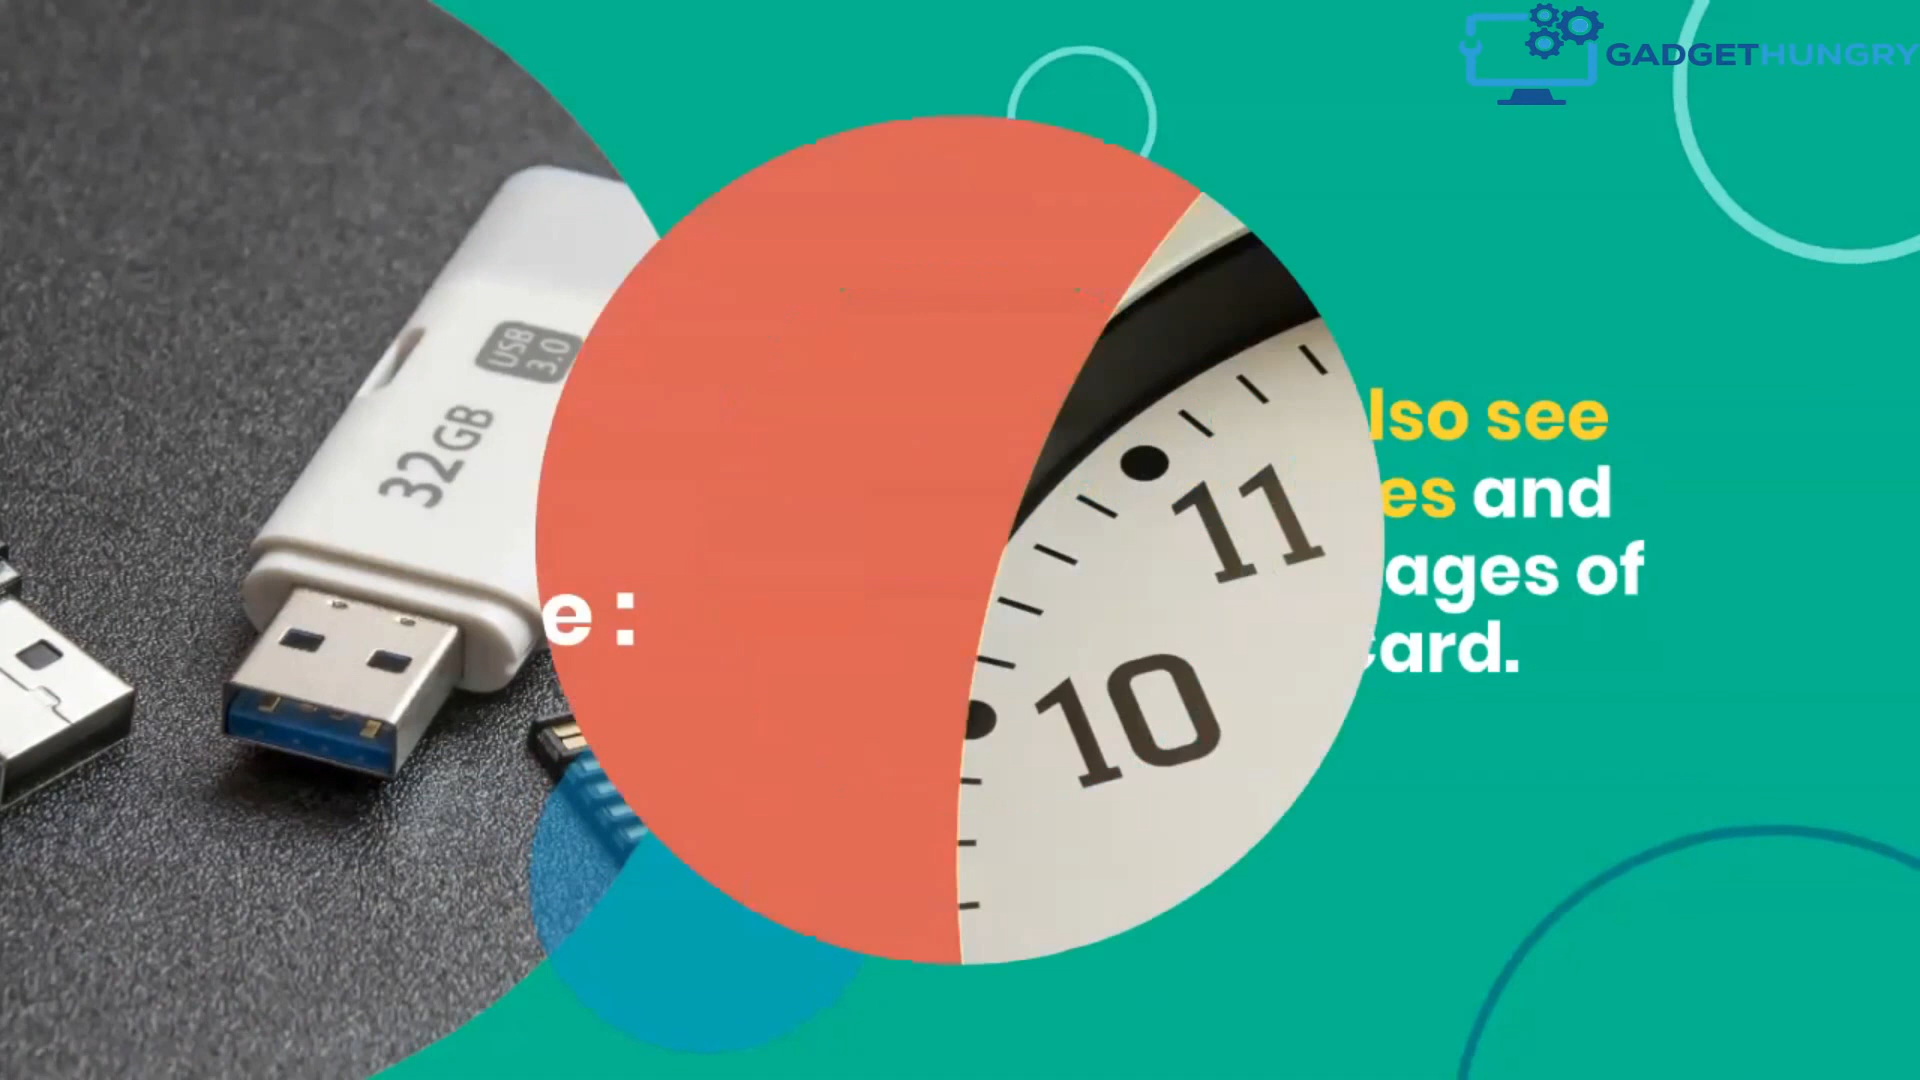 GADGETHUNGRY
USB
3.0
32GB
e :
lso see
es and
ages of
ard.
11
10